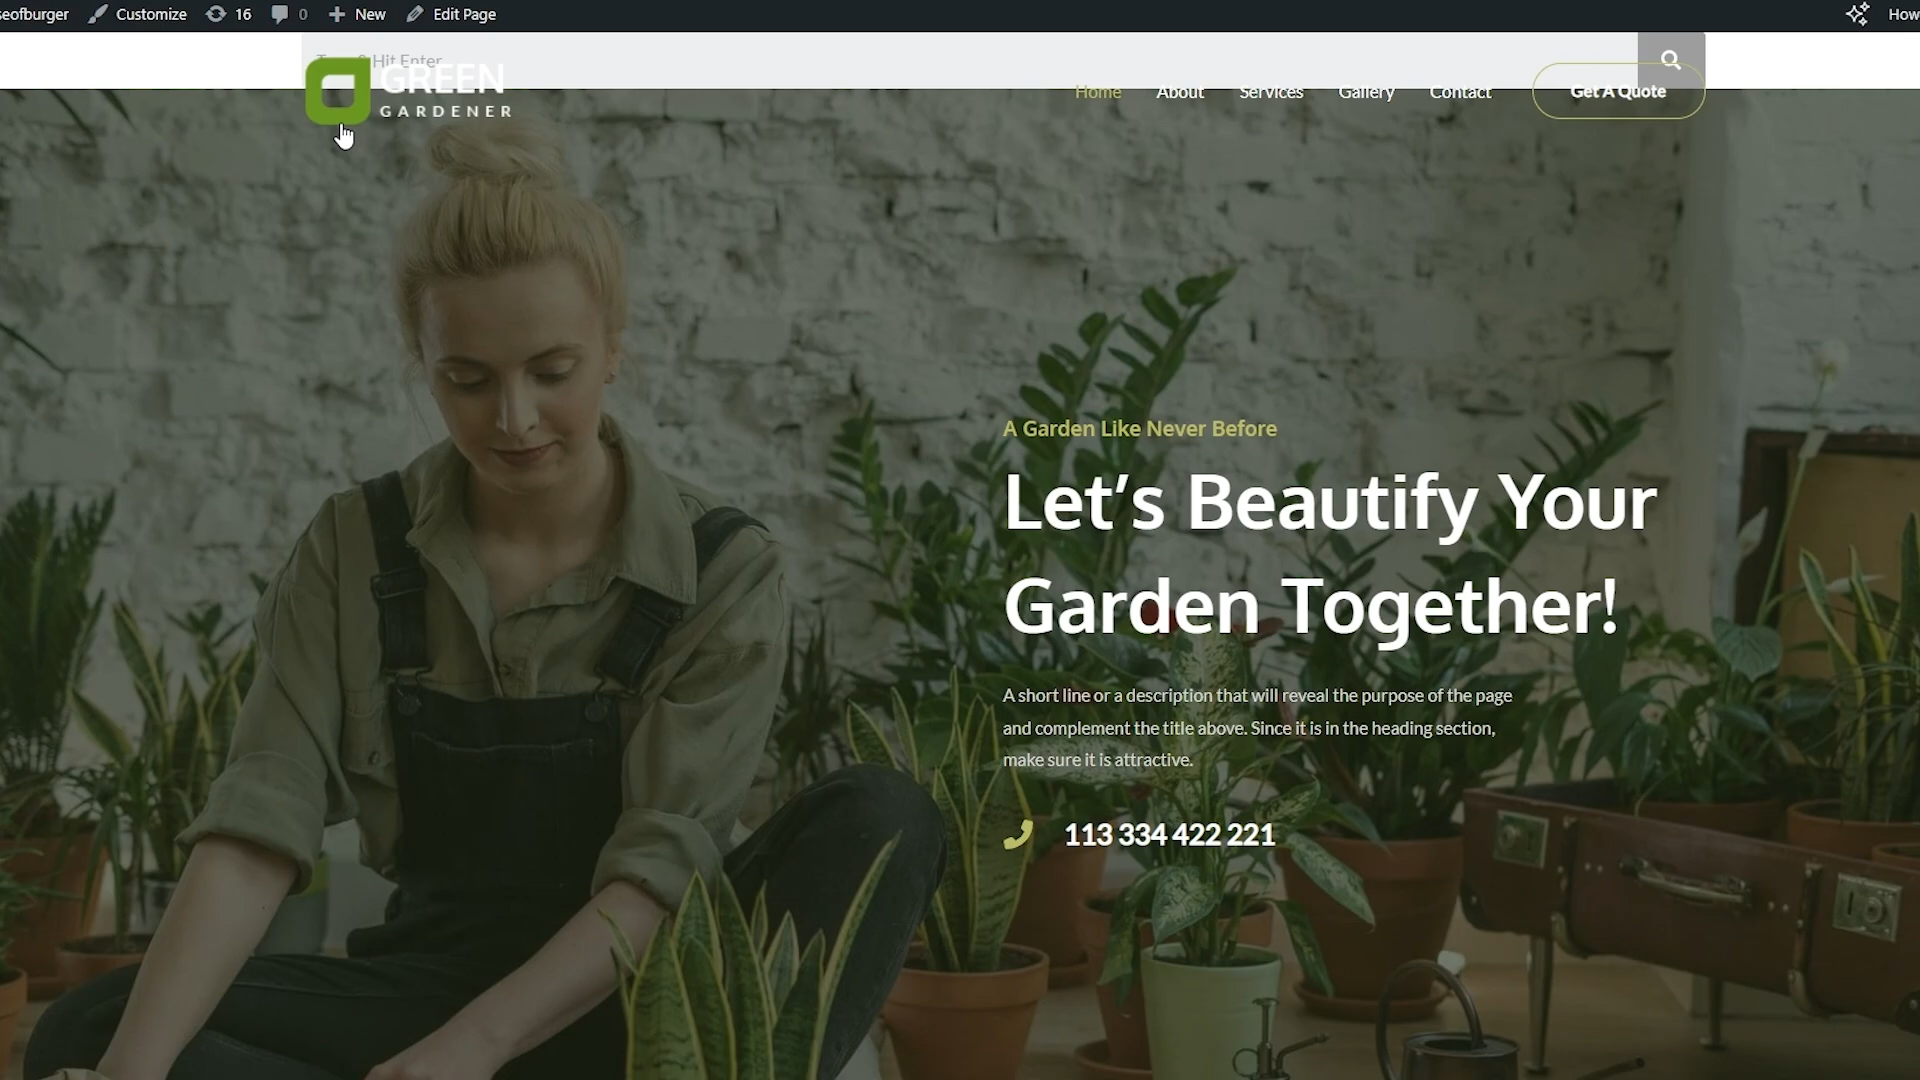 seofburger Customize 16 0 New Edit Page How
Hit Enter
GREEN
GARDENER
Home About Services Gallery Contact Get A Quote
A Garden Like Never Before
Let's Beautify Your
Garden Together!
A short line or a description that will reveal the purpose of the page
and complement the title above. Since it is in the heading section,
make sure it is attractive.
113 334 422 221